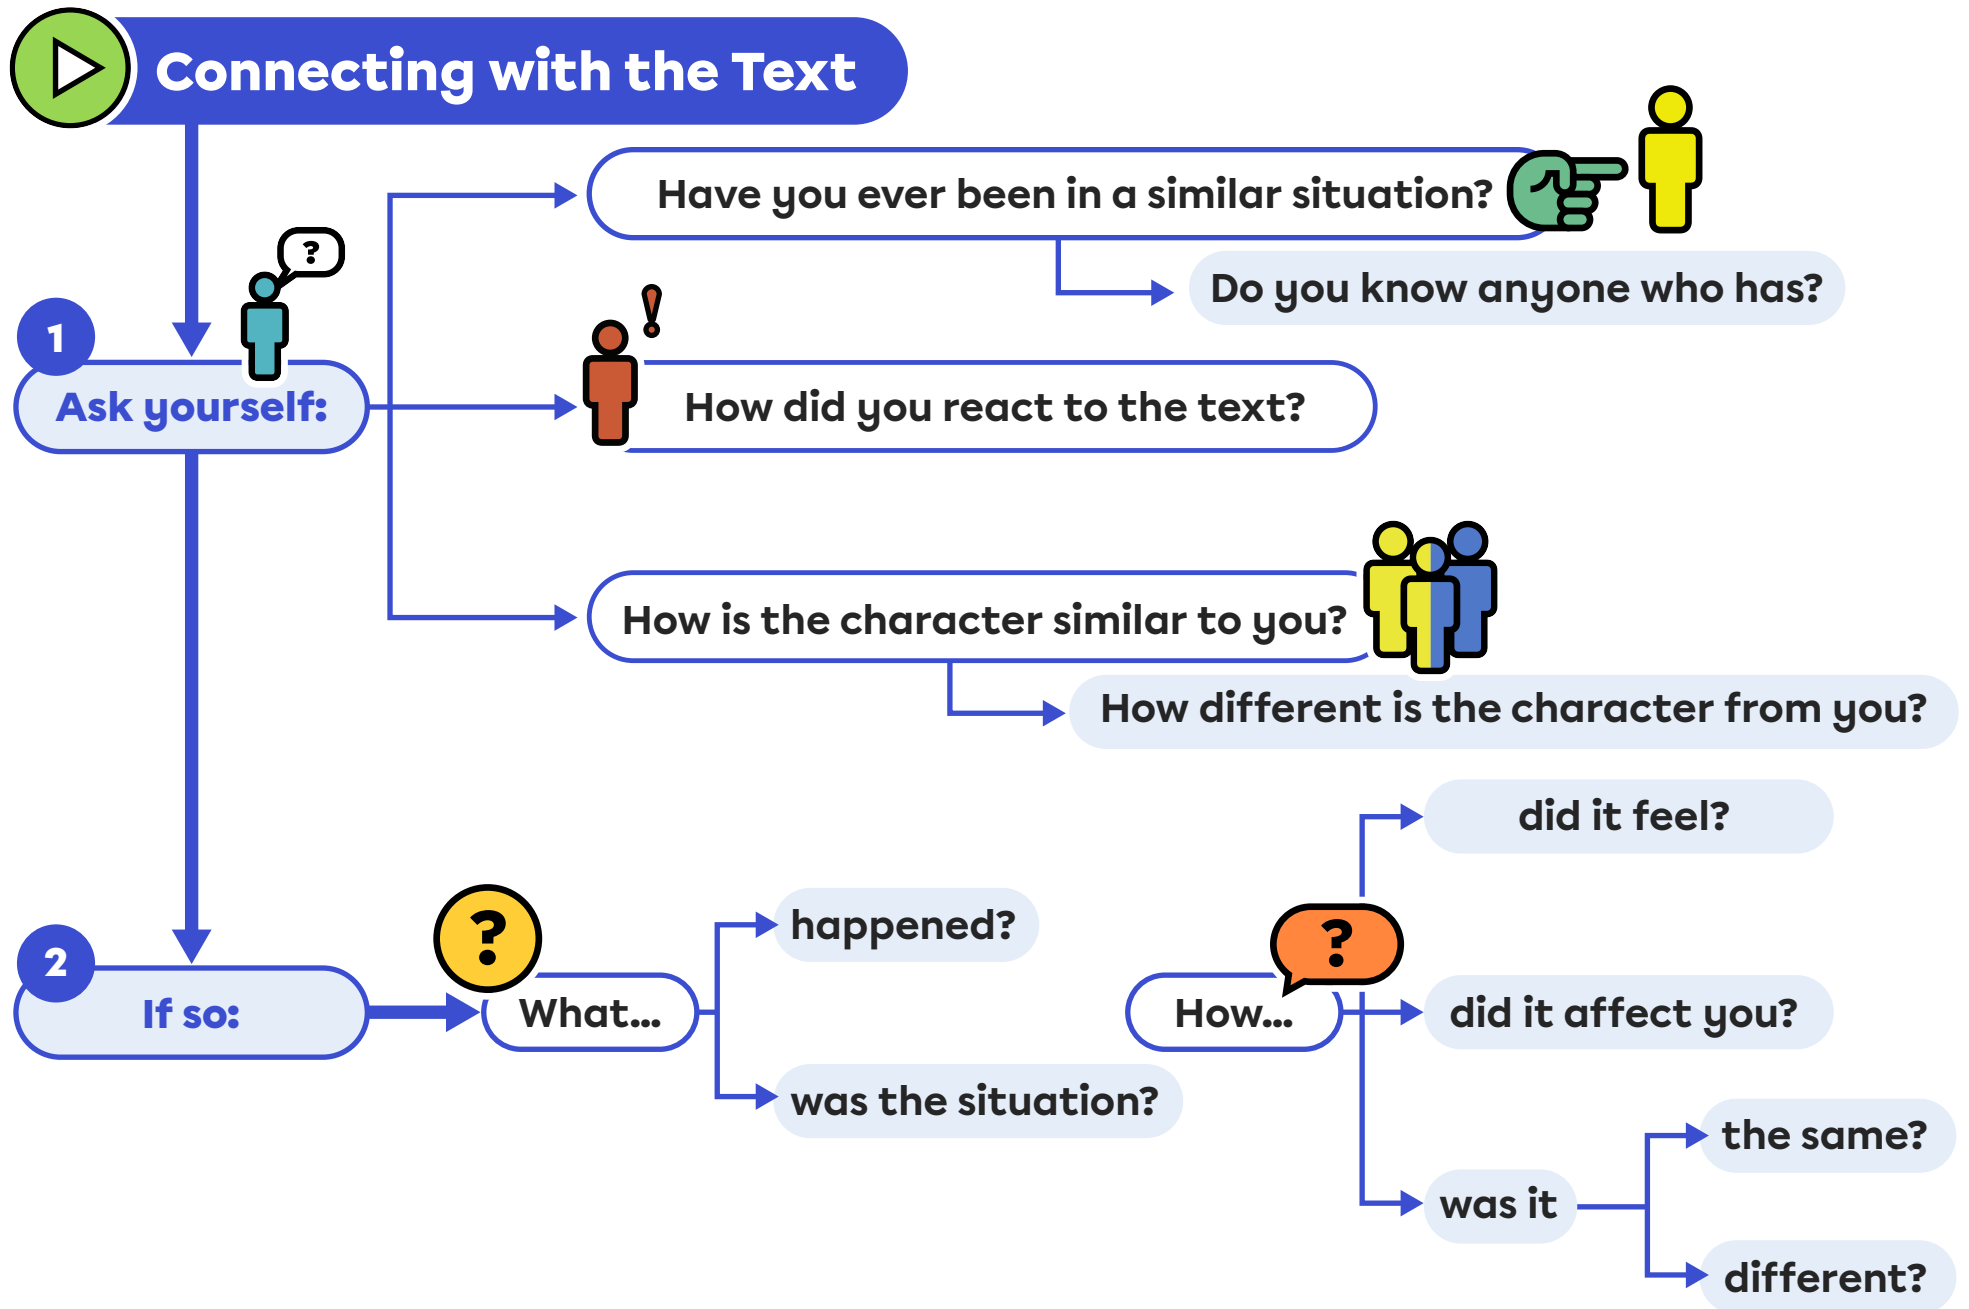 Connecting with the Text
?
1
Ask yourself:
Have you ever been in a similar situation?
Do you know anyone who has?
!
How did you react to the text?
How is the character similar to you?
How different is the character from you?
2
If so:
?
What...
happened?
was the situation?
?
How...
did it feel?
did it affect you?
was it
the same?
different?